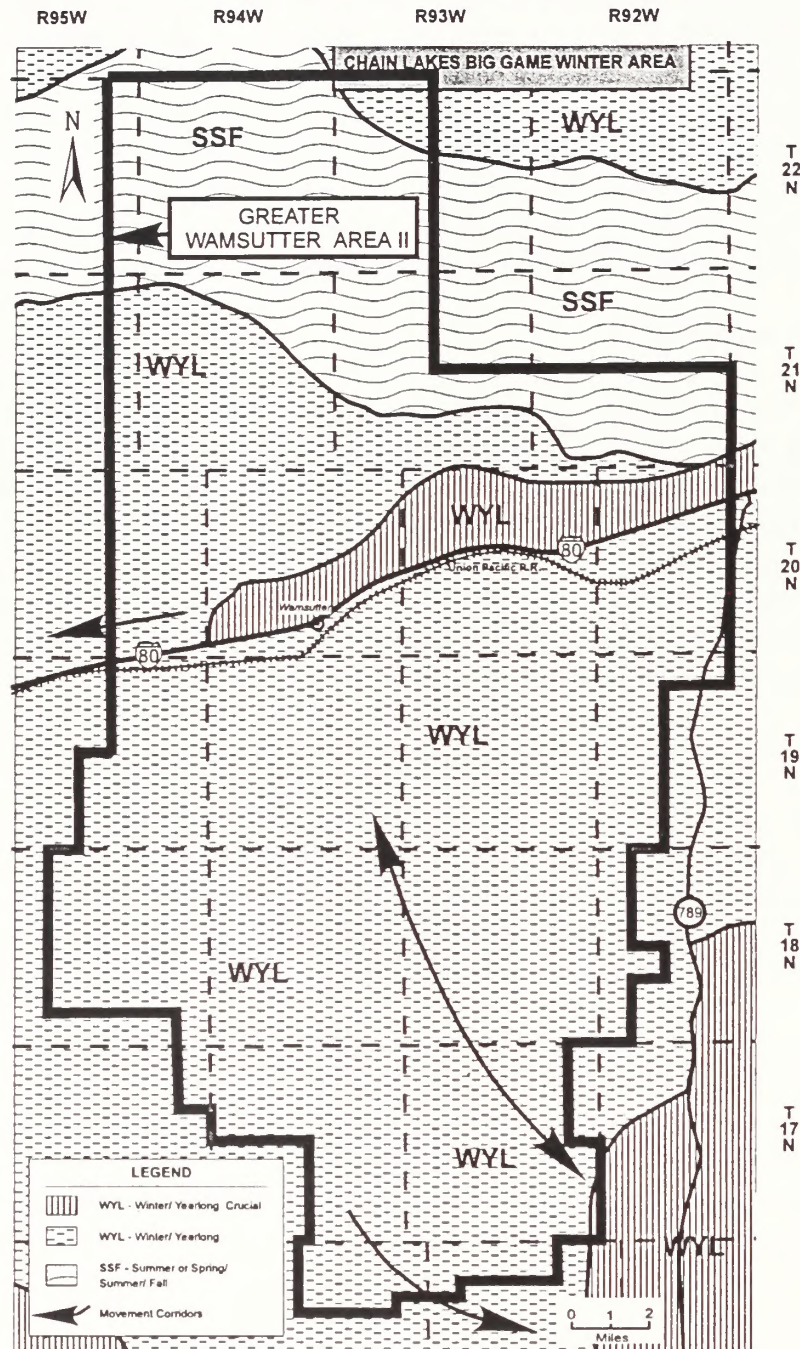 R95W R94W R93W R92W
CHAIN LAKES BIG GAME WINTER AREA
N
WYL
SSF
T
22
N
GREATER
WAMSUTTER AREA II
SSF
WYL
T
21
N
WYL
80
Union Pacific R.R.
T
20
N
Wamsutter
80
WYL
T
19
N
789
T
18
N
WYL
T
17
N
WYL
LEGEND
WYL - Winter/ Yearlong Crucial
WYL - Winter/ Yearlong
SSF - Summer or Spring/
Summer/ Fall
Movement Corridors
WYL
0 1 2
Miles